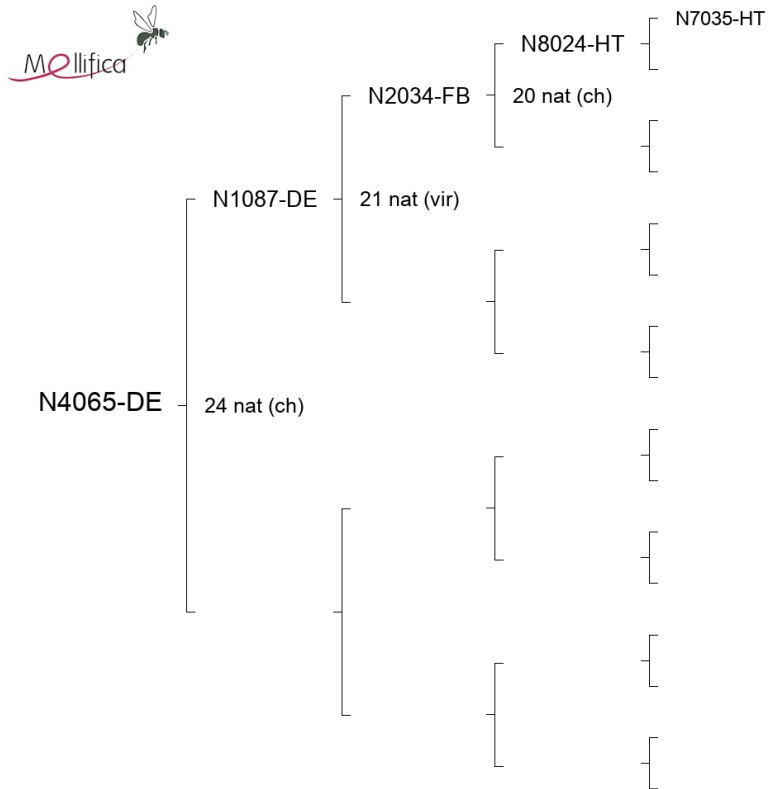 Mellifica
N7035-HT
N8024-HT
N2034-FB
20 nat (ch)
N1087-DE
21 nat (vir)
N4065-DE
24 nat (ch)